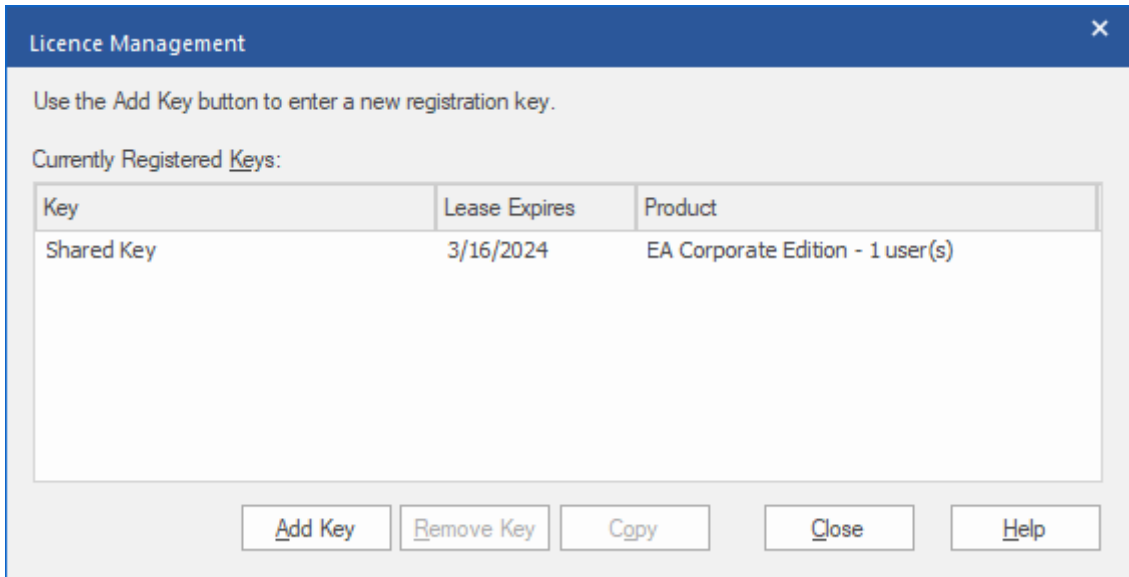 Licence Management
Use the Add Key button to enter a new registration key.
Currently Registered Keys:
Key Lease Expires Product
Shared Key 3/16/2024 EA Corporate Edition - 1 user(s)
Add Key Remove Key Copy Close Help